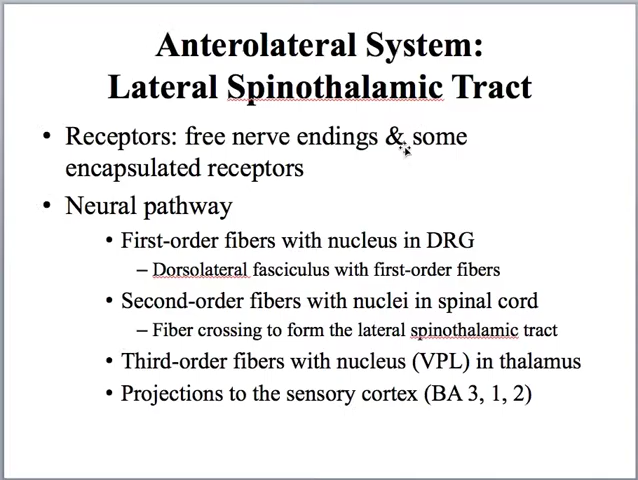 Anterolateral System:
Lateral Spinothalamic Tract
• Receptors: free nerve endings & some
encapsulated receptors
• Neural pathway
• First-order fibers with nucleus in DRG
– Dorsolateral fasciculus with first-order fibers
• Second-order fibers with nuclei in spinal cord
– Fiber crossing to form the lateral spinothalamic tract
• Third-order fibers with nucleus (VPL) in thalamus
• Projections to the sensory cortex (BA 3, 1, 2)